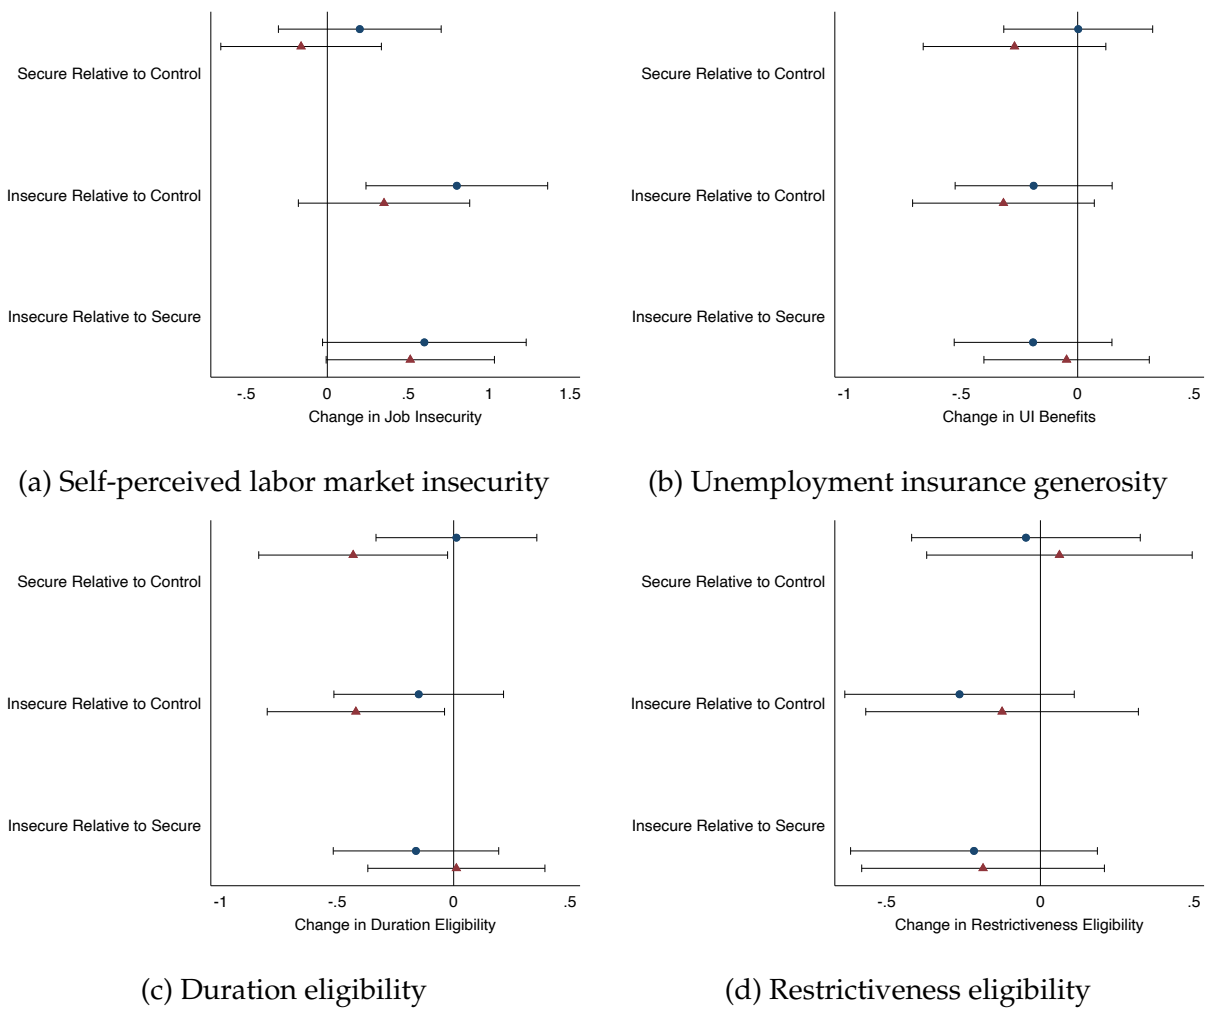 Secure Relative to Control
Insecure Relative to Control
Insecure Relative to Secure
-.5 0 .5 1 1.5
Change in Job Insecurity
(a) Self-perceived labor market insecurity
Secure Relative to Control
Insecure Relative to Control
Insecure Relative to Secure
-1 -.5 0 .5
Change in UI Benefits
(b) Unemployment insurance generosity
Secure Relative to Control
Insecure Relative to Control
Insecure Relative to Secure
-1 -.5 0 .5
Change in Duration Eligibility
(c) Duration eligibility
Secure Relative to Control
Insecure Relative to Control
Insecure Relative to Secure
-.5 0 .5
Change in Restrictiveness Eligibility
(d) Restrictiveness eligibility